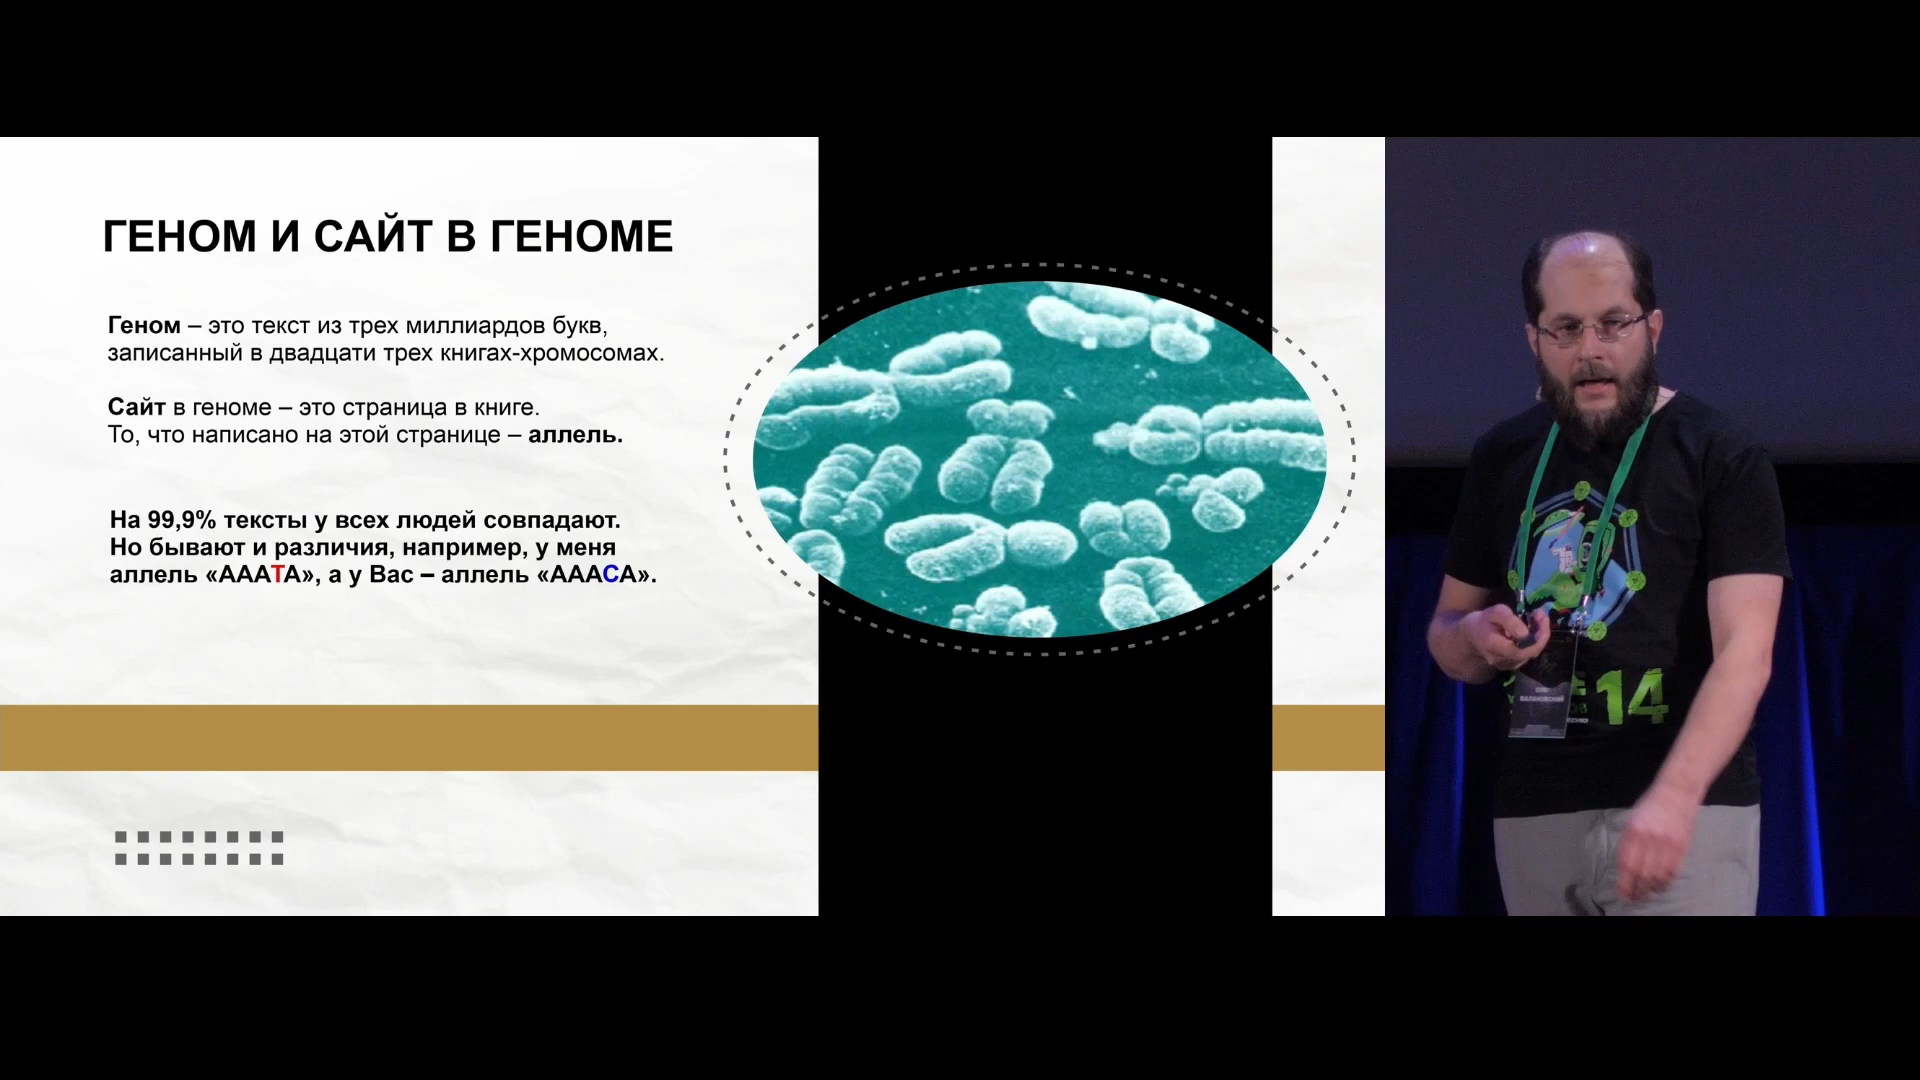 ГЕНОМ И САЙТ В ГЕНОМЕ
Геном – это текст из трех миллиардов букв,
записанный в двадцати трех книгах-хромосомах.
Сайт в геноме – это страница в книге.
То, что написано на этой странице – аллель.
На 99,9% тексты у всех людей совпадают.
Но бывают и различия, например, у меня
аллель «АААТА», а у Вас – аллель «АААСА».
14